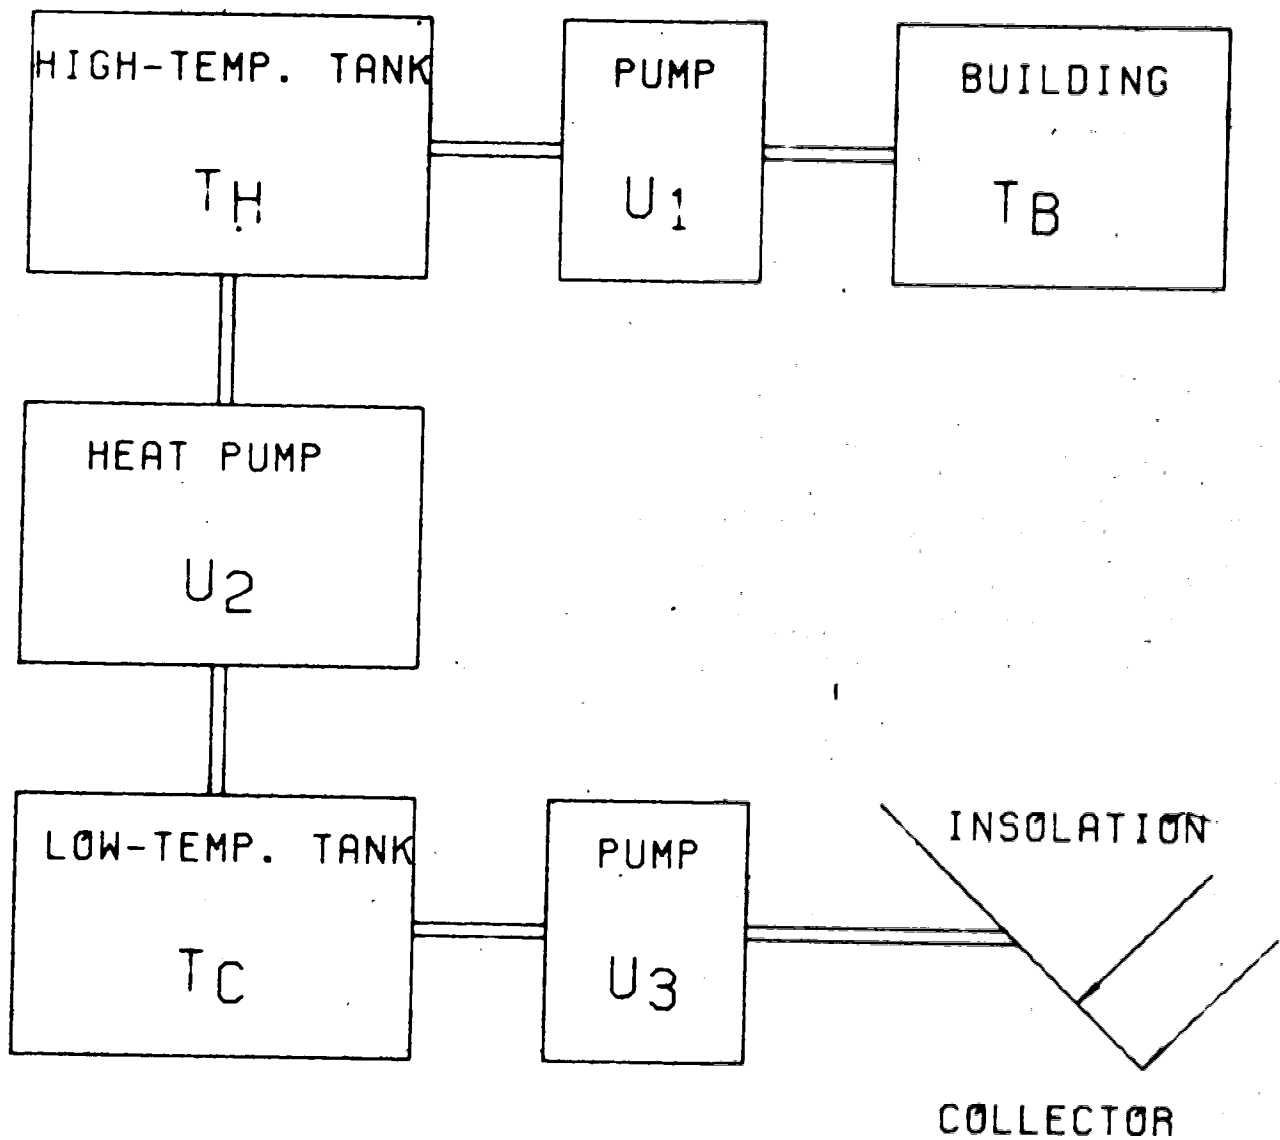 HIGH-TEMP. TANK
TH
PUMP
U1
BUILDING
TB
HEAT PUMP
U2
LOW-TEMP. TANK
TC
PUMP
U3
INSOLATION
COLLECTOR